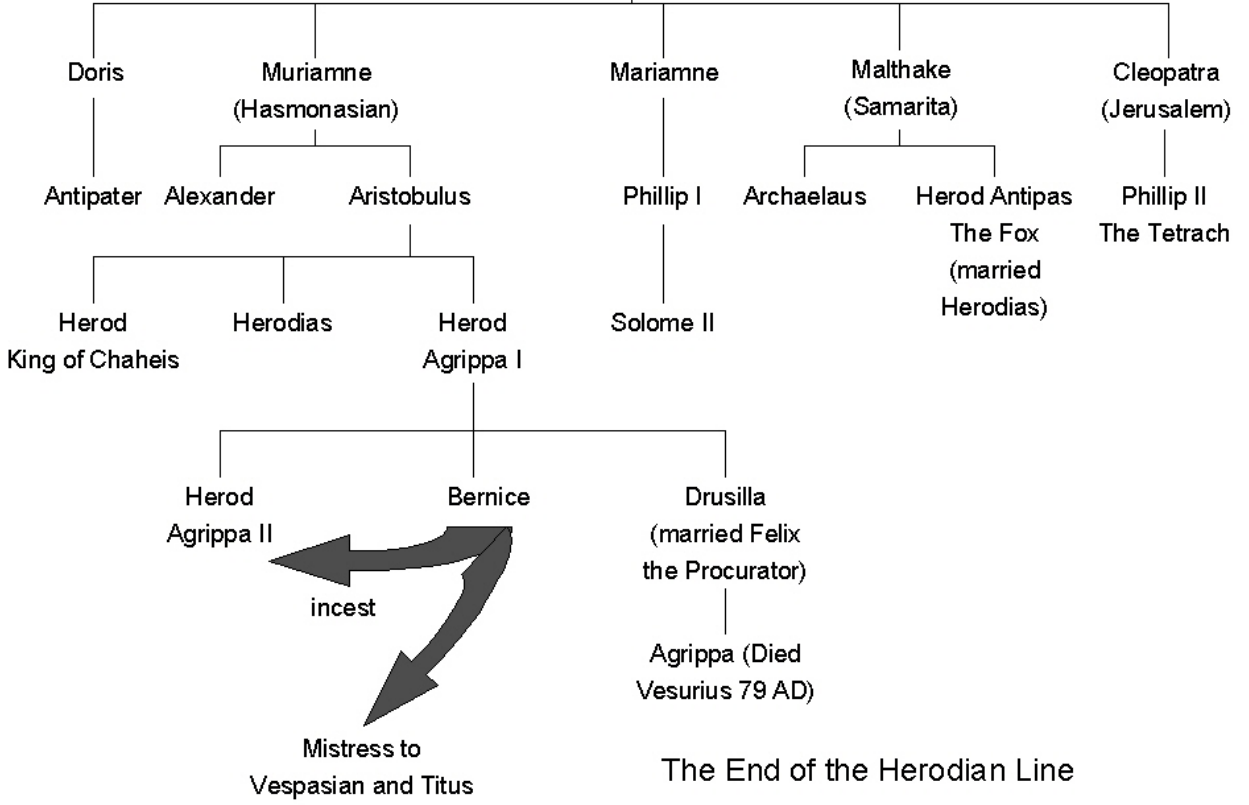 Doris
Muriamne
(Hasmonasian)
Mariamne
Malthake
(Samarita)
Cleopatra
(Jerusalem)
Antipater
Alexander
Aristobulus
Phillip I
Archaelaus
Herod Antipas
The Fox
(married
Herodias)
Phillip II
The Tetrach
Herod
King of Chaheis
Herodias
Herod
Agrippa I
Solome II
Herod
Agrippa II
Bernice
Drusilla
(married Felix
the Procurator)
incest
Agrippa (Died
Vesurius 79 AD)
Mistress to
Vespasian and Titus
The End of the Herodian Line